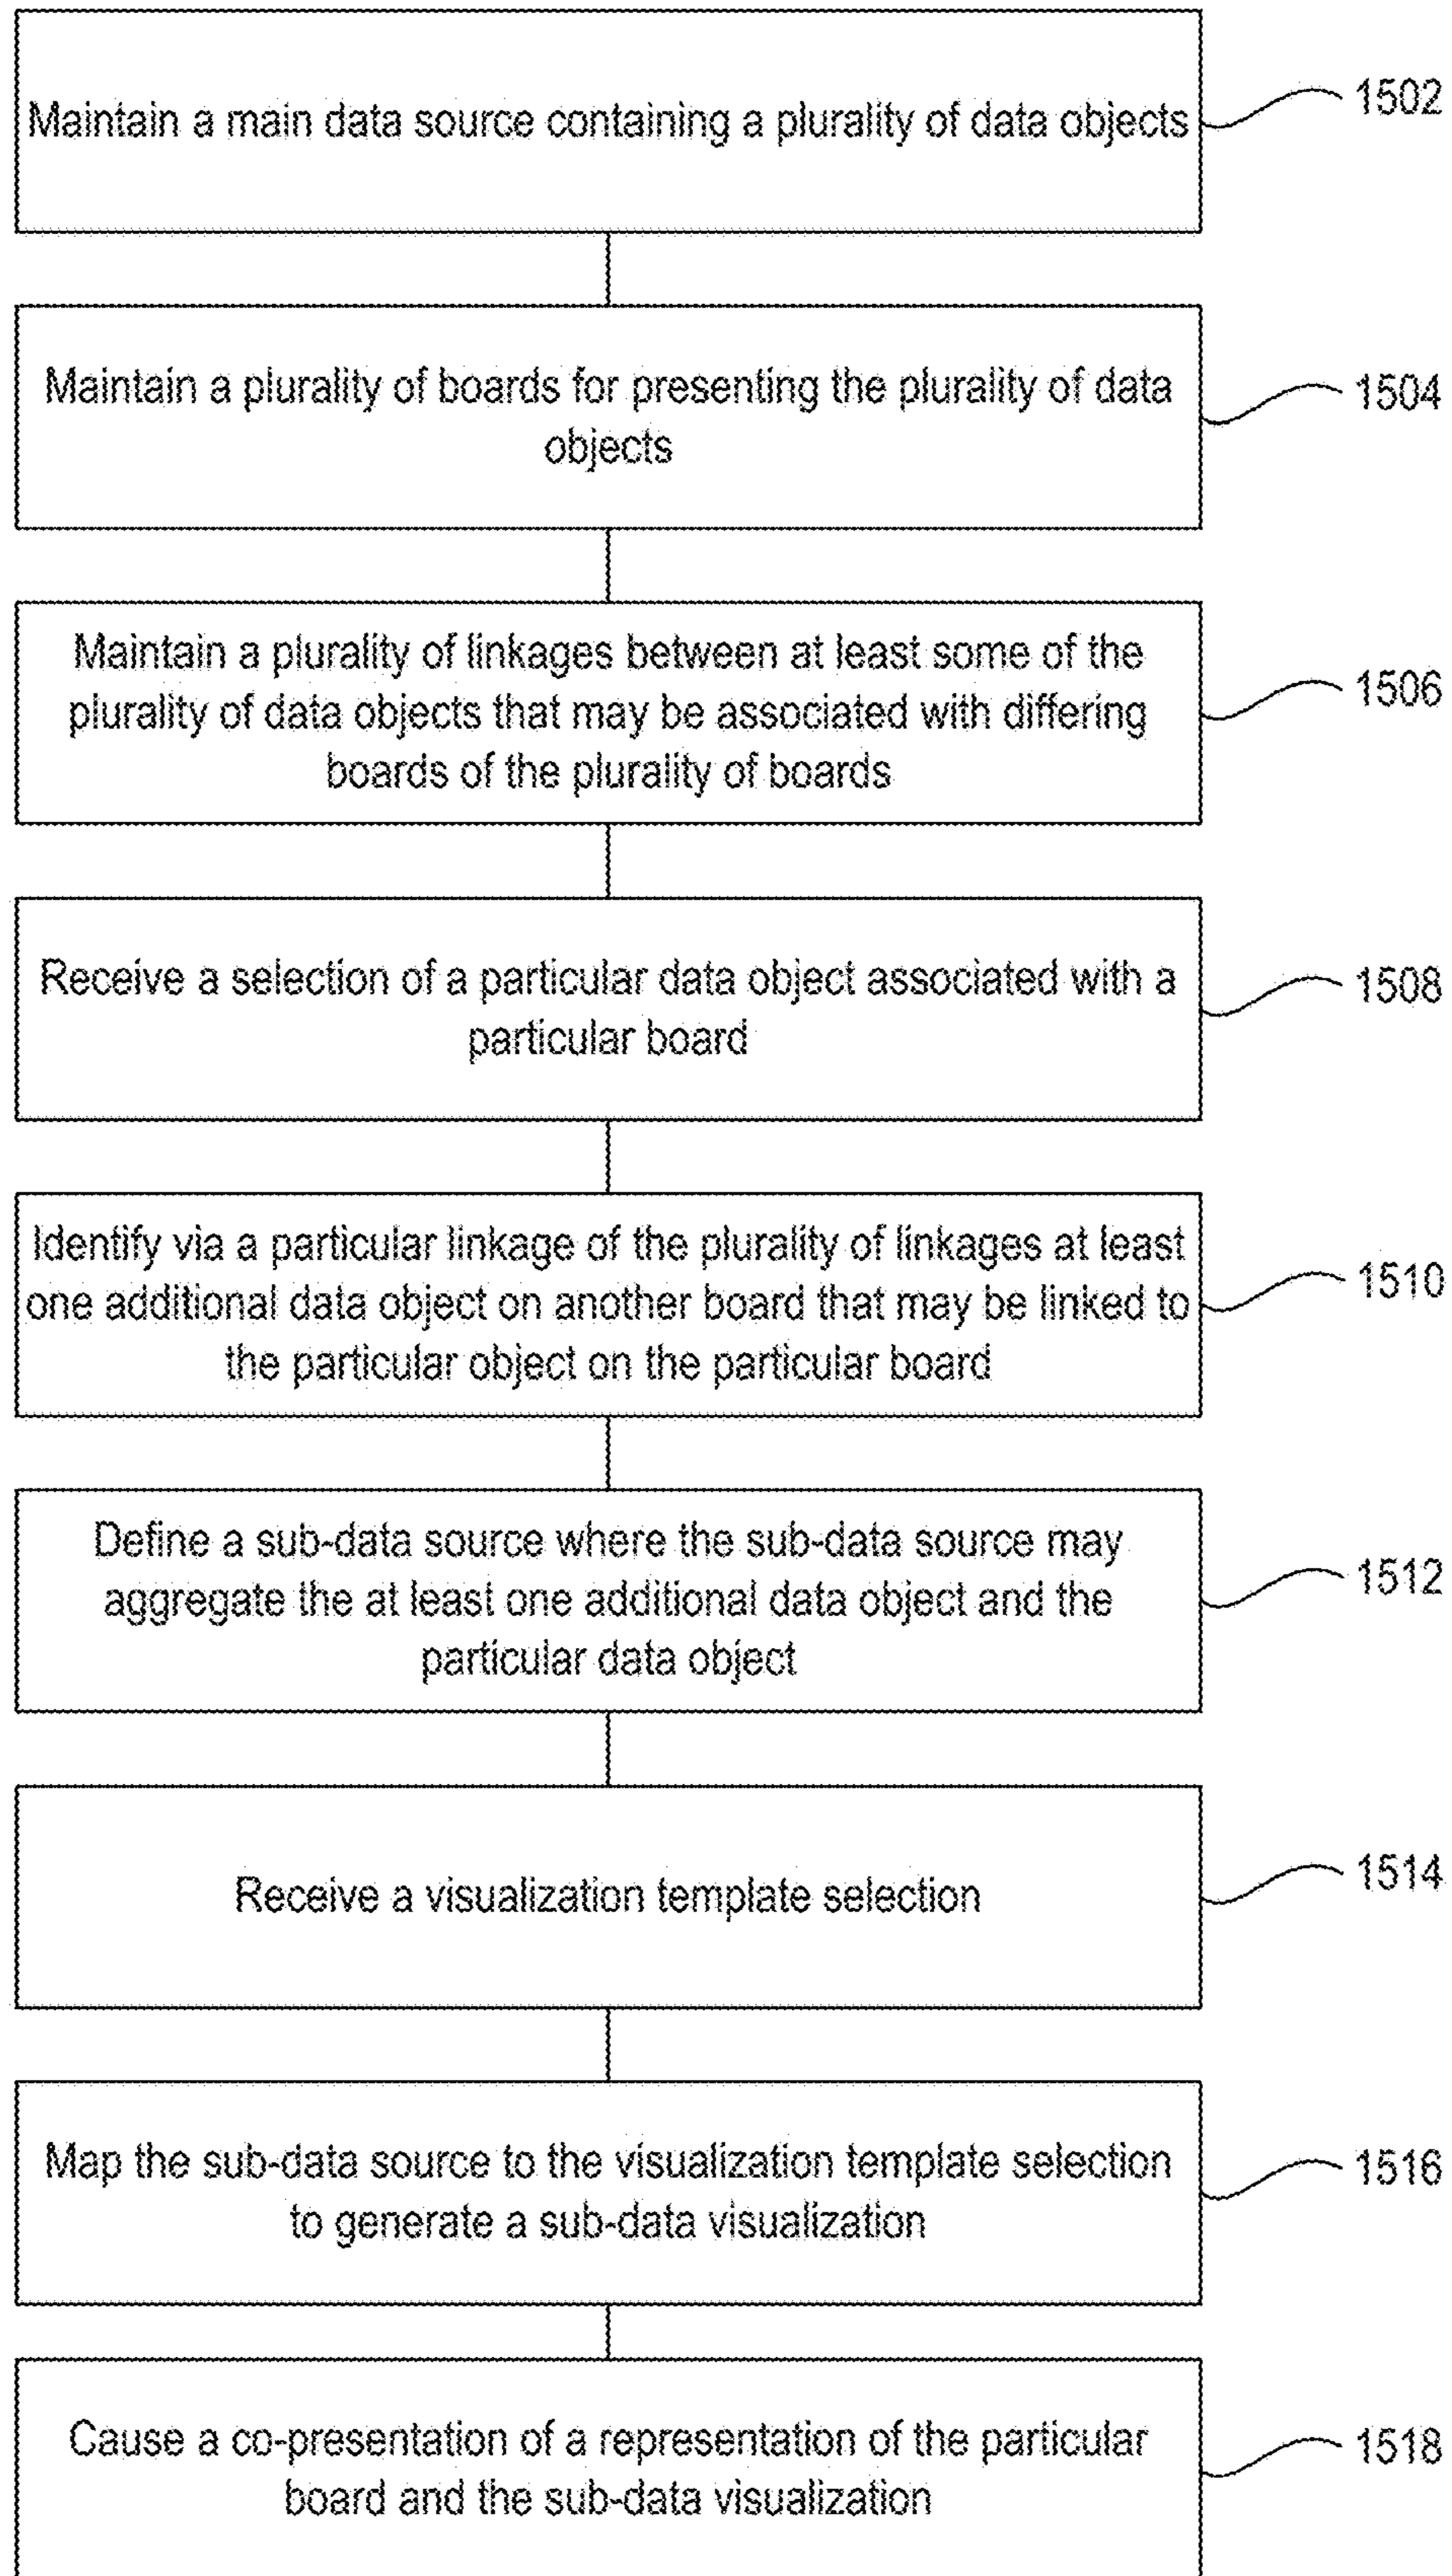 Maintain a main data source containing a plurality of data objects
1502
Maintain a plurality of boards for presenting the plurality of data
objects
1504
Maintain a plurality of linkages between at least some of the
plurality of data objects that may be associated with differing
boards of the plurality of boards
1506
Receive a selection of a particular data object associated with a
particular board
1508
Identify via a particular linkage of the plurality of linkages at least
one additional data object on another board that may be linked to
the particular object on the particular board
1510
Define a sub-data source where the sub-data source may
aggregate the at least one additional data object and the
particular data object
1512
Receive a visualization template selection
1514
Map the sub-data source to the visualization template selection
to generate a sub-data visualization
1516
Cause a co-presentation of a representation of the particular
board and the sub-data visualization
1518